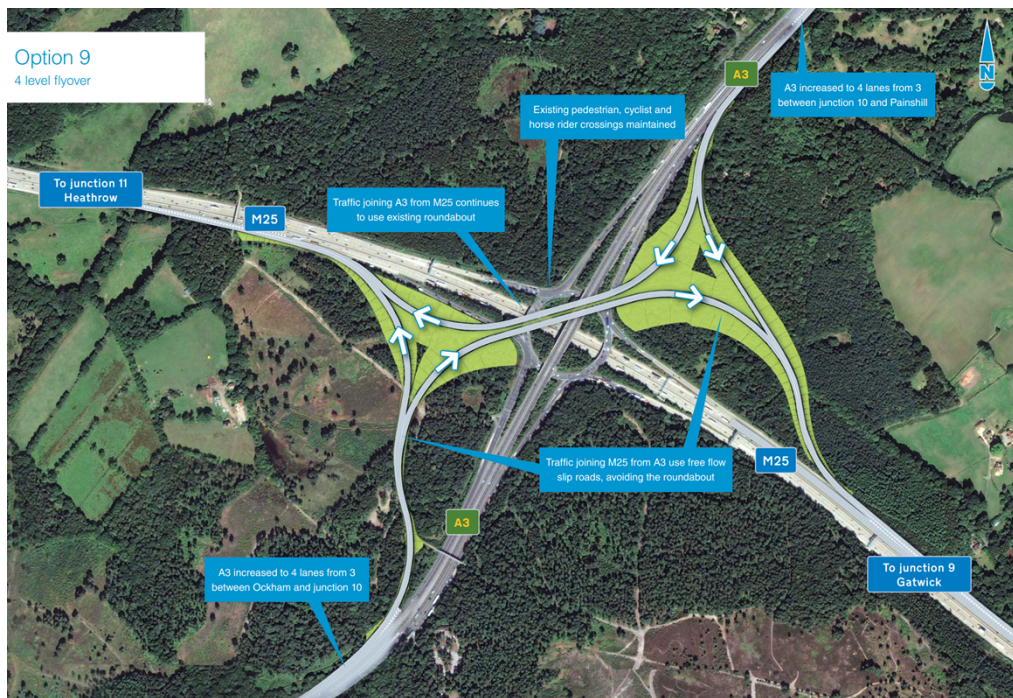 Option 9
4 level flyover
N
A3
A3 increased to 4 lanes from 3
between junction 10 and Painshill
Existing pedestrian, cyclist and
horse rider crossings maintained
To junction 11
Heathrow
M25
Traffic joining A3 from M25 continues
to use existing roundabout
Traffic joining M25 from A3 use free flow
slip roads, avoiding the roundabout
M25
A3
To junction 9
Gatwick
A3 increased to 4 lanes from 3
between Ockham and junction 10